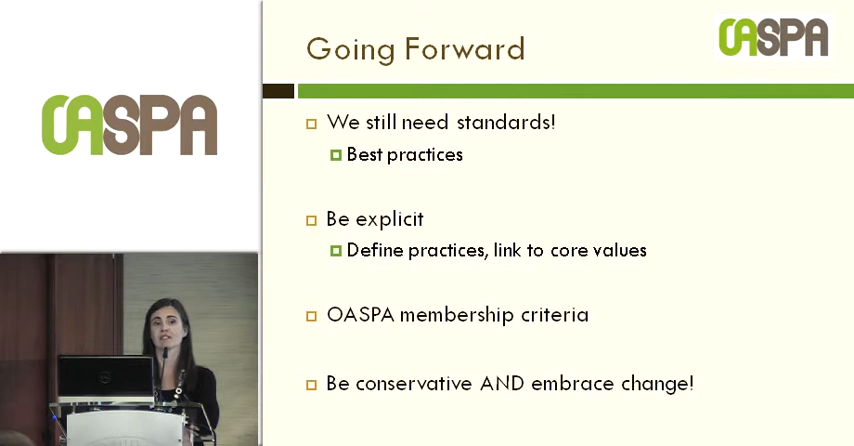 OASPA
Going Forward
OASPA
We still need standards!
Best practices
Be explicit
Define practices, link to core values
OASPA membership criteria
Be conservative AND embrace change!